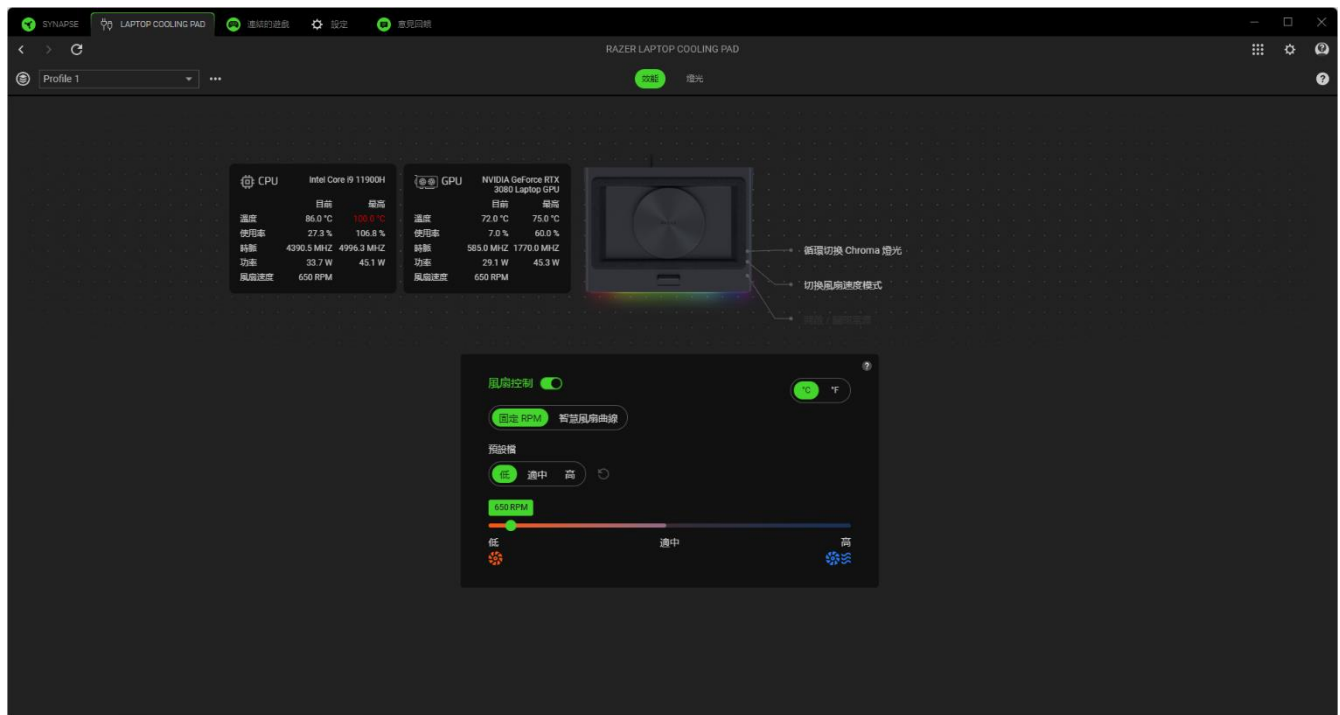 SYNAPSE LAPTOP COOLING PAD 連結的遊戲 設定 意見回饋
RAZER LAPTOP COOLING PAD
Profile 1 效能 燈光
CPU Intel Core i9 11900H
目前 最高
溫度 86.0 °C 100.0 °C
使用率 27.3 % 106.8 %
時脈 4390.5 MHZ 4996.3 MHZ
功率 33.7 W 45.1 W
風扇速度 650 RPM
GPU NVIDIA GeForce RTX
3080 Laptop GPU
目前 最高
溫度 72.0 °C 75.0 °C
使用率 7.0 % 60.0 %
時脈 585.0 MHZ 1770.0 MHZ
功率 29.1 W 45.3 W
風扇速度 650 RPM
循環切換 Chroma 燈光
切換風扇速度模式
風扇控制
°C °F
固定 RPM 智慧風扇曲線
預設檔
低 適中 高
650 RPM
低 適中 高